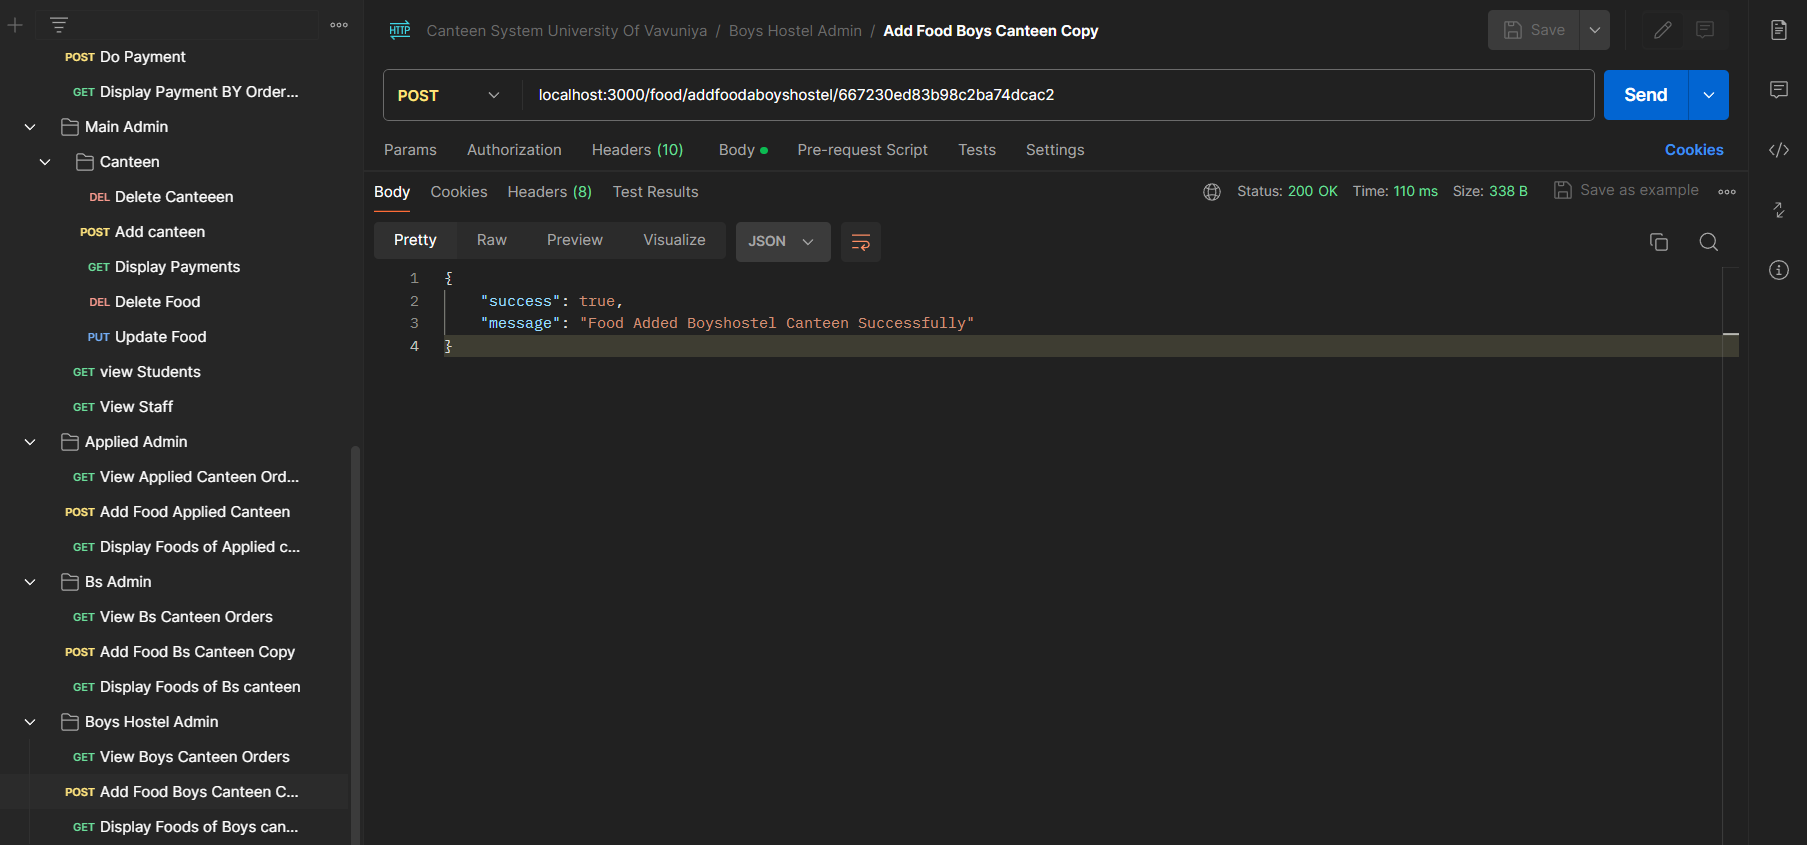 POST Do Payment
GET Display Payment BY Order...
Main Admin
Canteen
DEL Delete Canteeen
POST Add canteen
GET Display Payments
DEL Delete Food
PUT Update Food
GET view Students
GET View Staff
Applied Admin
GET View Applied Canteen Ord...
POST Add Food Applied Canteen
GET Display Foods of Applied c...
Bs Admin
GET View Bs Canteen Orders
POST Add Food Bs Canteen Copy
GET Display Foods of Bs canteen
Boys Hostel Admin
GET View Boys Canteen Orders
POST Add Food Boys Canteen C...
GET Display Foods of Boys can...
HTTP Canteen System University Of Vavuniya / Boys Hostel Admin / Add Food Boys Canteen Copy
Save
POST localhost:3000/food/addfoodaboyshostel/667230ed83b98c2ba74dcac2 Send
Params Authorization Headers (10) Body Pre-request Script Tests Settings Cookies
Body Cookies Headers (8) Test Results Status: 200 OK Time: 110 ms Size: 338 B Save as example
Pretty Raw Preview Visualize JSON
1 {
2 "success": true,
3 "message": "Food Added Boyshostel Canteen Successfully"
4 }